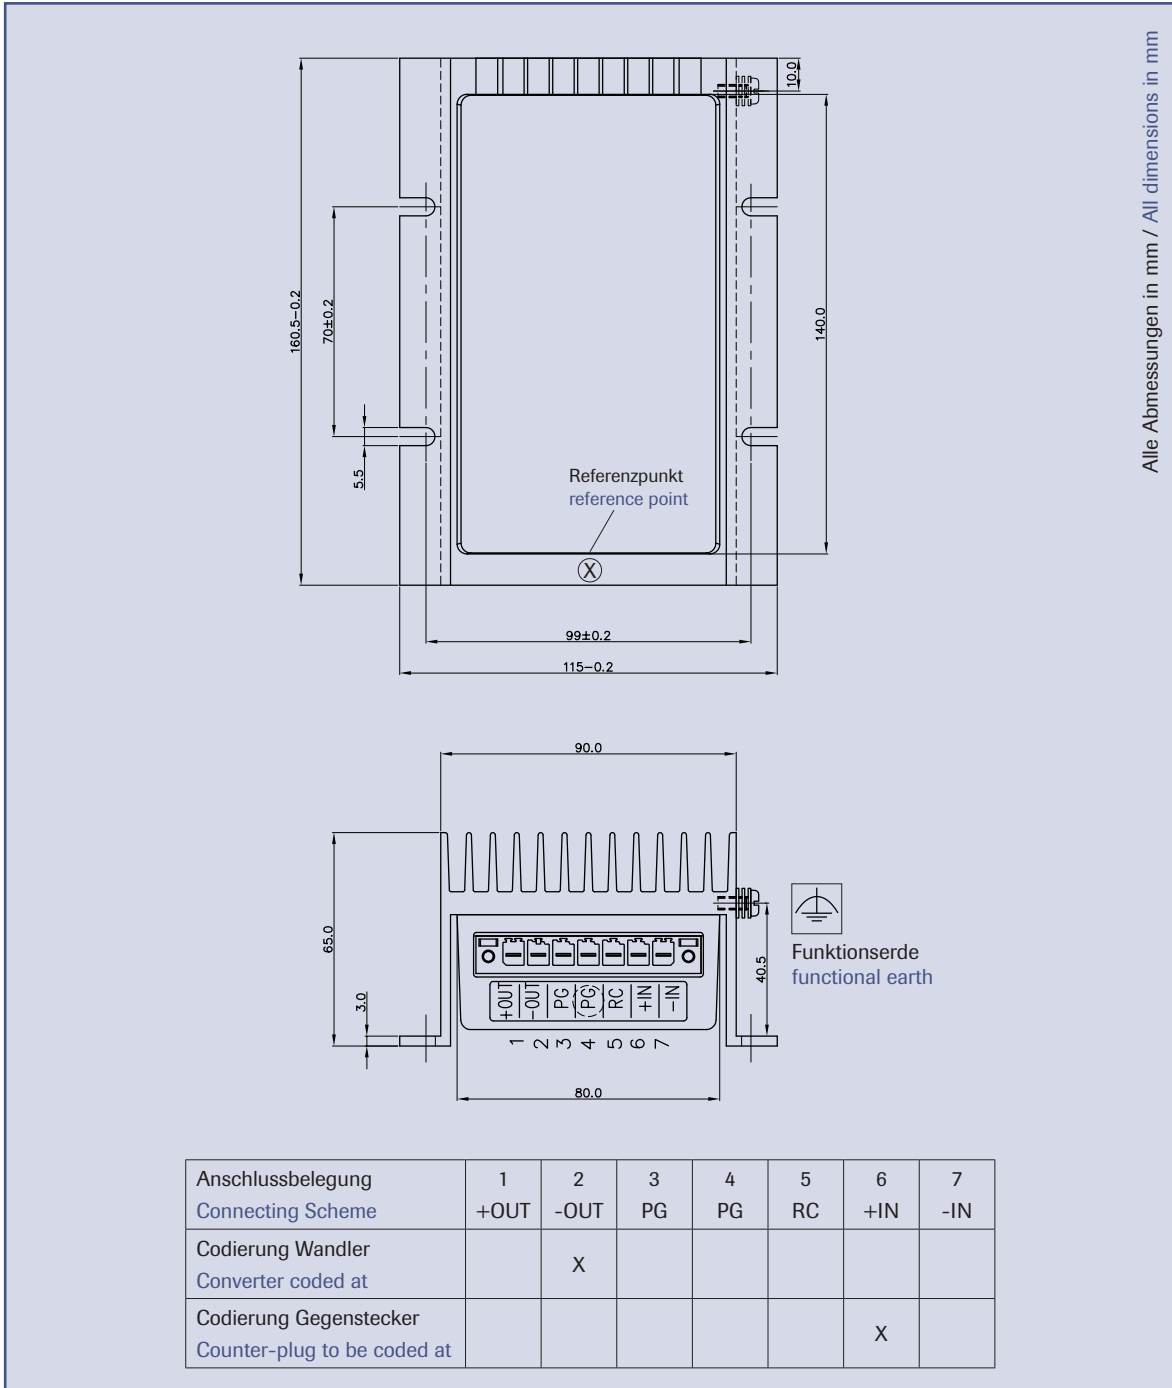 10.0
160.5-0.2
70±0.2
140.0
5.5
Referenzpunkt
reference point
X
99±0.2
115-0.2
Alle Abmessungen in mm / All dimensions in mm
90.0
65.0
3.0
40.5
Funktionserde
functional earth
+OUT -OUT PG PG RC +IN -IN
1 2 3 4 5 6 7
80.0
Anschlussbelegung 1 2 3 4 5 6 7
Connecting Scheme +OUT -OUT PG PG RC +IN -IN
Codierung Wandler X
Converter coded at
Codierung Gegenstecker X
Counter-plug to be coded at